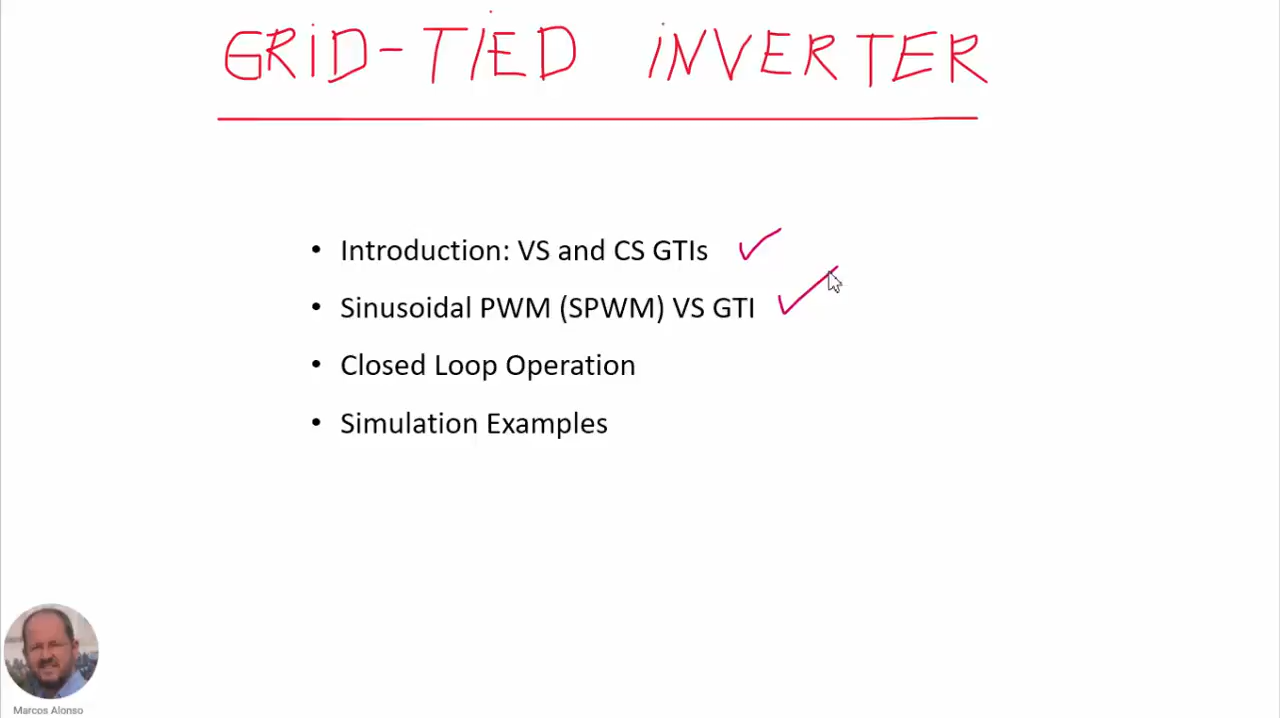 GRID-TIED INVERTER
• Introduction: VS and CS GTIs
• Sinusoidal PWM (SPWM) VS GTI
• Closed Loop Operation
• Simulation Examples
Marcos Alonso